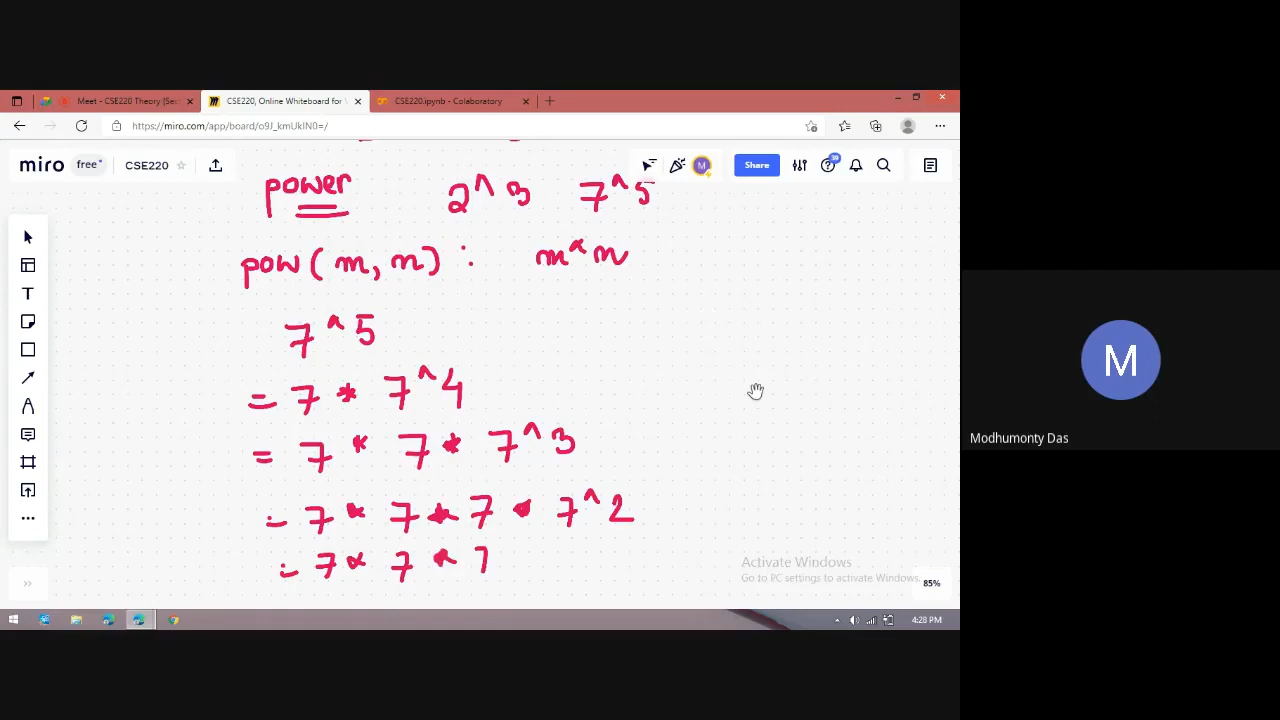 Meet - CSE220 Theory (Sec
CSE220, Online Whiteboard for
CSE220.ipynb - Colaboratory
https://miro.com/app/board/o9J_kmUkIN0=/
miro free CSE220
M
Share
power 2^3 7^5
pow(m, n) : m^n
7^5
= 7 * 7^4
= 7 * 7 * 7^3
= 7 * 7 * 7 * 7^2
= 7 * 7 * 7
Activate Windows
Go to PC settings to activate Windows.
85%
4:28 PM
M
Modhumonty Das